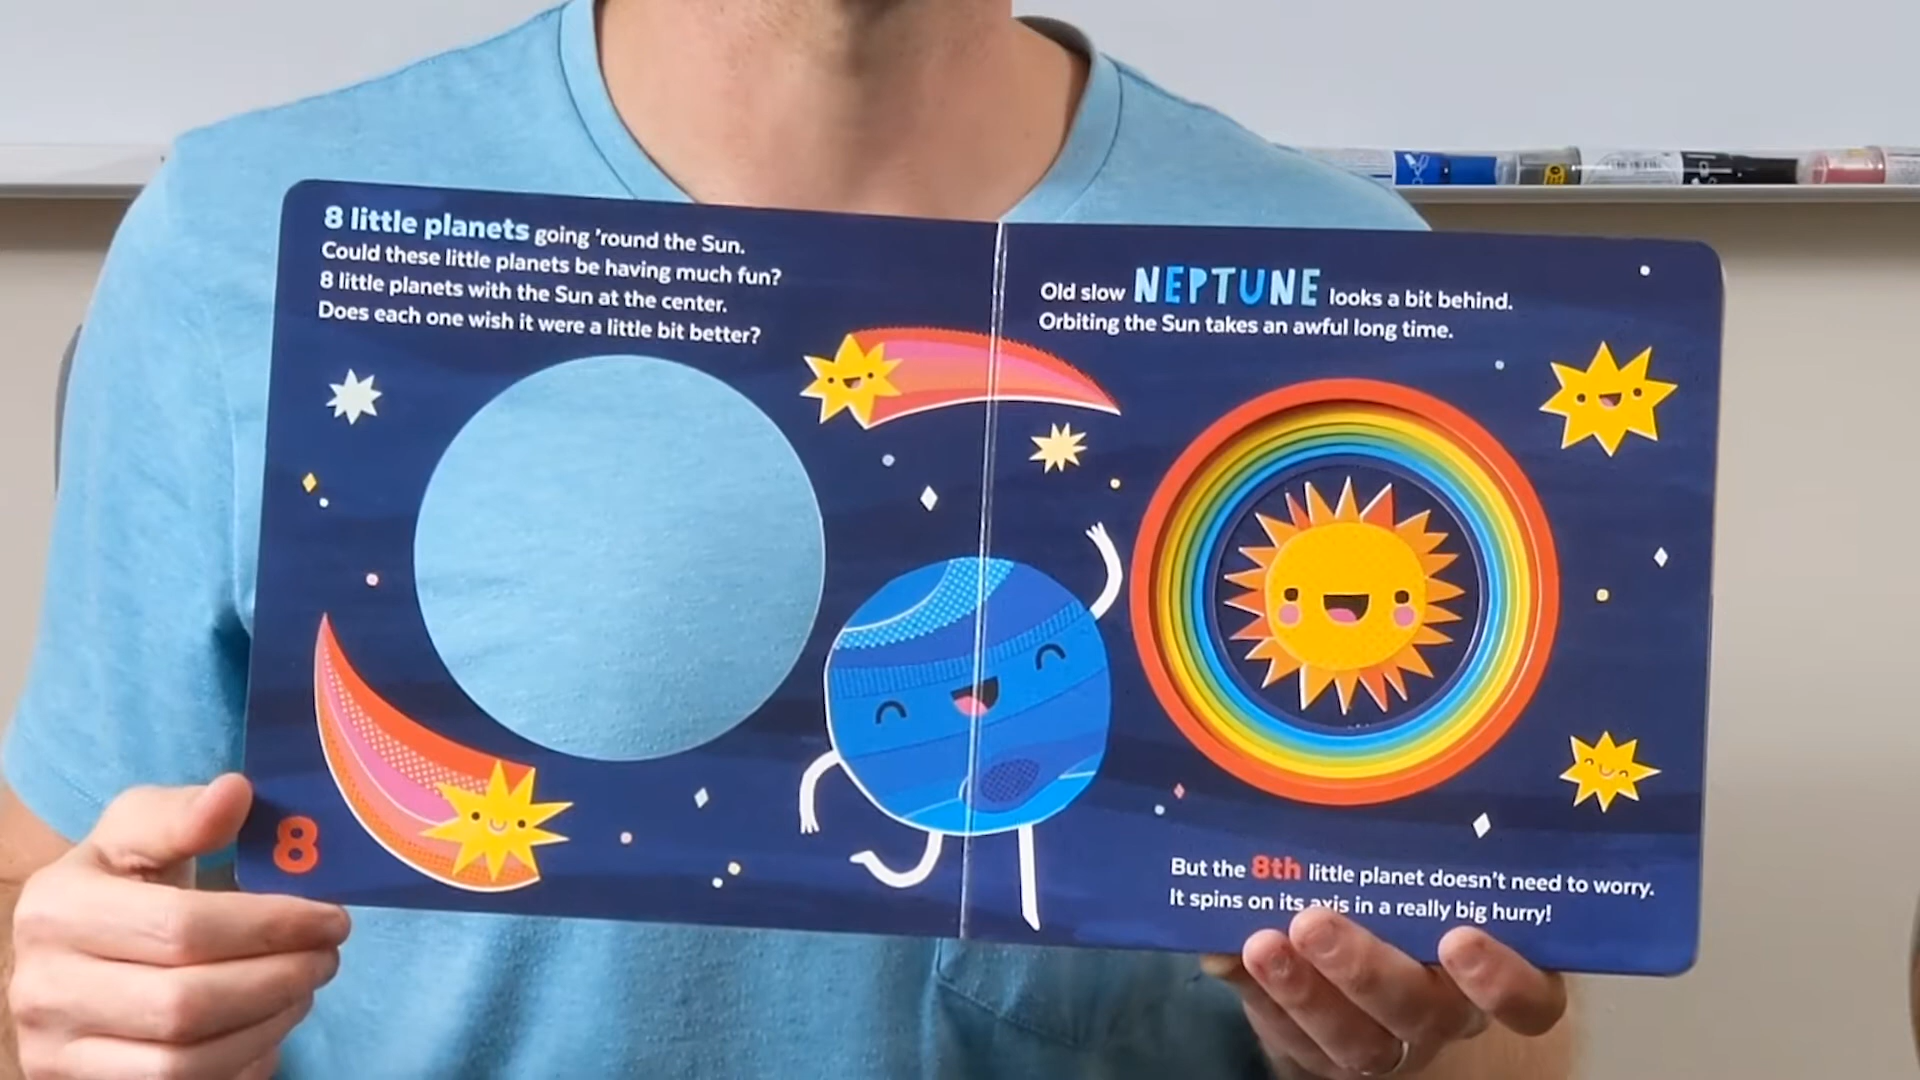 8 little planets going 'round the Sun.
Could these little planets be having much fun?
8 little planets with the Sun at the center.
Does each one wish it were a little bit better?
8
Old slow NEPTUNE looks a bit behind.
Orbiting the Sun takes an awful long time.
But the 8th little planet doesn't need to worry.
It spins on its axis in a really big hurry!